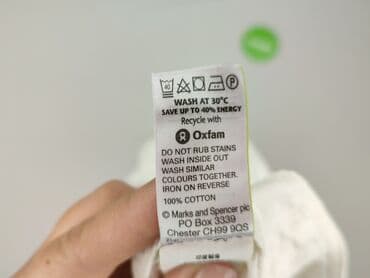 40 P
WASH AT 30°C
SAVE UP TO 40% ENERGY
Recycle with
Oxfam
DO NOT RUB STAINS
WASH INSIDE OUT
WASH SIMILAR
COLOURS TOGETHER.
IRON ON REVERSE
100% COTTON
© Marks and Spencer plc
PO Box 3339
Chester CH99 9QS